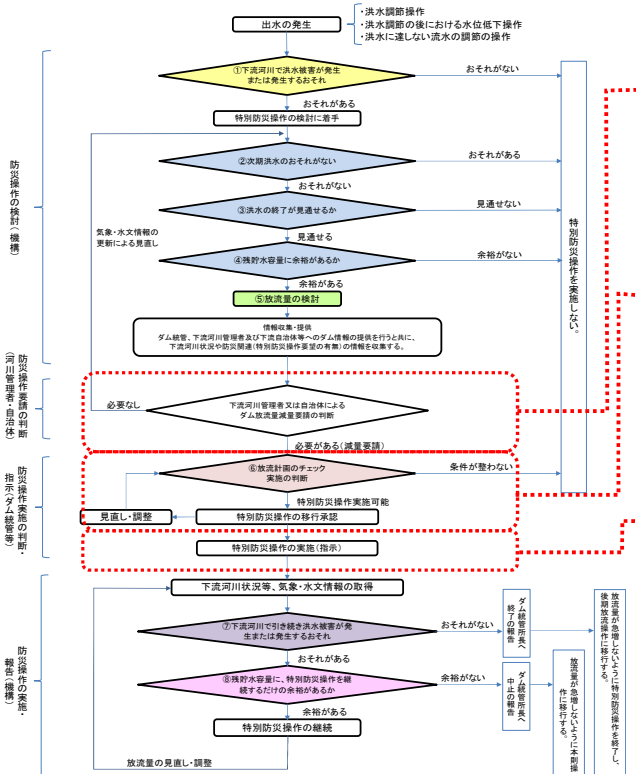 出水の発生
・洪水調節操作
・洪水調節の後における水位低下操作
・洪水に達しない流水の調節の操作
①下流河川で洪水被害が発生
または発生するおそれ
おそれがない
おそれがある
特別防災操作の検討に着手
②次期洪水のおそれがない
おそれがある
おそれがない
③洪水の終了が見通せるか
見通せない
見通せる
気象・水文情報の
更新による見直し
④残貯水容量に余裕があるか
余裕がない
余裕がある
⑤放流量の検討
特別防災操作を実施しない。
防災操作の検討(機構)
情報収集・提供
ダム統管、下流河川管理者及び下流自治体等へのダム情報の提供を行うと共に、
下流河川状況や防災関連(特別防災操作要望の有無)の情報を収集する。
防災操作要請の判断
(河川管理者・自治体)
必要なし
下流河川管理者又は自治体による
ダム放流量減量要請の判断
必要がある(減量要請)
防災操作実施の判断・
指示(ダム統管等)
⑥放流計画のチェック
実施の判断
条件が整わない
特別防災操作実施可能
見直し・調整
特別防災操作の移行承認
特別防災操作の実施(指示)
防災操作の実施・
報告(機構)
下流河川状況等、気象・水文情報の取得
⑦下流河川で引き続き洪水被害が発
生または発生するおそれ
おそれがない
ダム統管所長へ
終了の報告
放流量が急増しないように特別防災操作を終了し、
後期放流操作に移行する。
おそれがある
⑧残貯水容量に、特別防災操作を継
続するだけの余裕があるか
余裕がない
ダム統管所長へ
中止の報告
放流量が急増しないように本則操
作に移行する。
余裕がある
特別防災操作の継続
放流量の見直し・調整